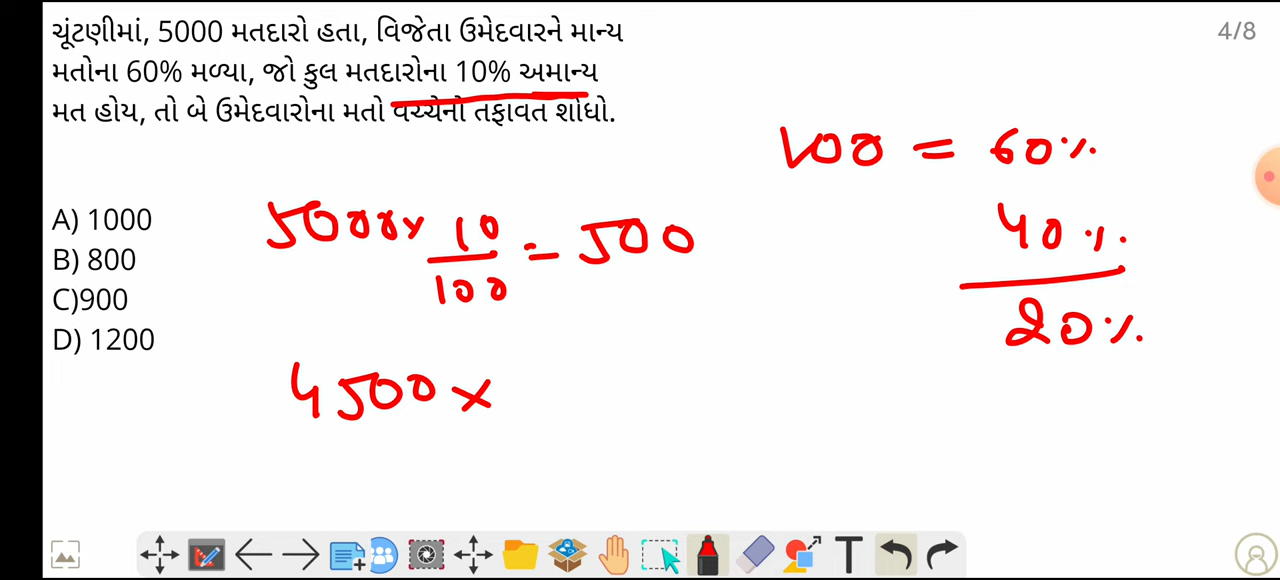 ચૂંટણીમાં, 5000 મતદારો હતા, વિજેતા ઉમેદવારને માન્ય
મતોના 60% મળ્યા, જો કુલ મતદારોના 10% અમાન્ય
મત હોય, તો બે ઉમેદવારોના મતો વચ્ચેનો તફાવત શોધો.
4/8
100 = 60%
40%
20%
A) 1000
B) 800
C)900
D) 1200
5000 x 10/100 = 500
4500 x
T